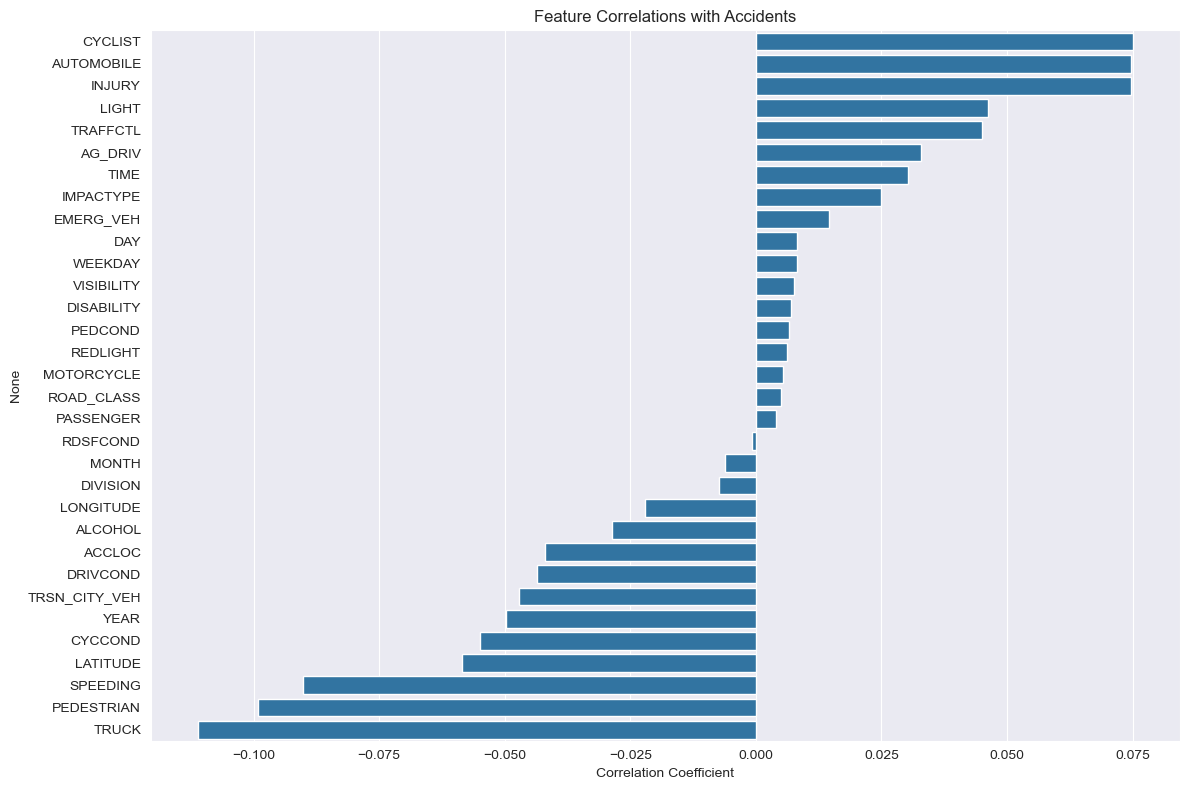 Feature Correlations with Accidents
CYCLIST
AUTOMOBILE
INJURY
LIGHT
TRAFFCTL
AG_DRIV
TIME
IMPACTYPE
EMERG_VEH
DAY
WEEKDAY
VISIBILITY
DISABILITY
PEDCOND
REDLIGHT
MOTORCYCLE
ROAD_CLASS
PASSENGER
RDSFCOND
MONTH
DIVISION
LONGITUDE
ALCOHOL
ACCLOC
DRIVCOND
TRSN_CITY_VEH
YEAR
CYCCOND
LATITUDE
SPEEDING
PEDESTRIAN
TRUCK
None
−0.100 −0.075 −0.050 −0.025 0.000 0.025 0.050 0.075
Correlation Coefficient